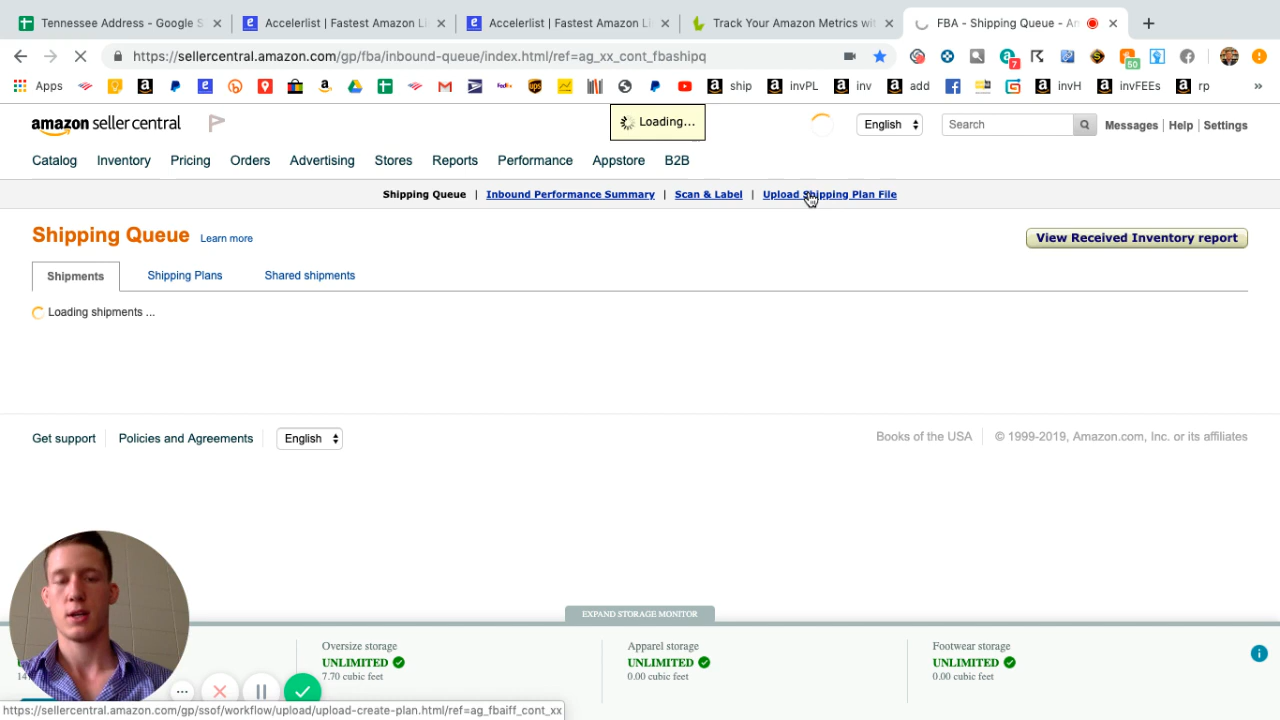 Tennessee Address - Google S
Accelerlist | Fastest Amazon Li
Accelerlist | Fastest Amazon Li
Track Your Amazon Metrics wit
FBA - Shipping Queue - Am
https://sellercentral.amazon.com/gp/fba/inbound-queue/index.html/ref=ag_xx_cont_fbashipq
7
50
Apps
ship
invPL
inv
add
invH
invFEEs
rp
»
amazon seller central
Loading...
English
Search
Messages | Help | Settings
Catalog Inventory Pricing Orders Advertising Stores Reports Performance Appstore B2B
Shipping Queue | Inbound Performance Summary | Scan & Label | Upload Shipping Plan File
Shipping Queue Learn more
View Received Inventory report
Shipments Shipping Plans Shared shipments
Loading shipments ...
Get support Policies and Agreements English
Books of the USA © 1999-2019, Amazon.com, Inc. or its affiliates
EXPAND STORAGE MONITOR
Oversize storage
UNLIMITED
7.70 cubic feet
Apparel storage
UNLIMITED
0.00 cubic feet
Footwear storage
UNLIMITED
0.00 cubic feet
https://sellercentral.amazon.com/gp/ssof/workflow/upload/upload-create-plan.html/ref=ag_fbaiff_cont_xx